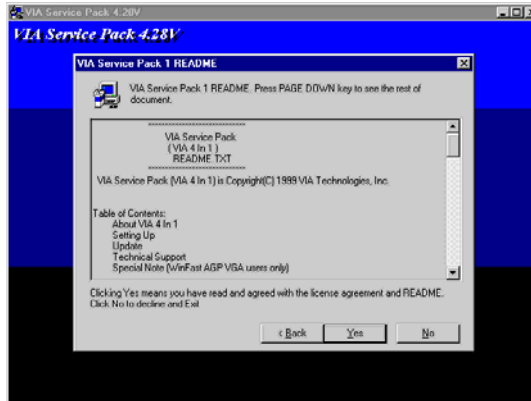 VIA Service Pack 4.28V
VIA Service Pack 4.28V
VIA Service Pack 1 README
VIA Service Pack 1 README. Press PAGE DOWN key to see the rest of
document.
VIA Service Pack
( VIA 4 In 1 )
README.TXT
VIA Service Pack (VIA 4 In 1) is Copyright(C) 1999 VIA Technologies, Inc.
Table of Contents:
About VIA 4 In 1
Setting Up
Update
Technical Support
Special Note (WinFast AGP VGA users only)
Clicking Yes means you have read and agreed with the license agreement and README.
Click No to decline and Exit
< Back
Yes
No